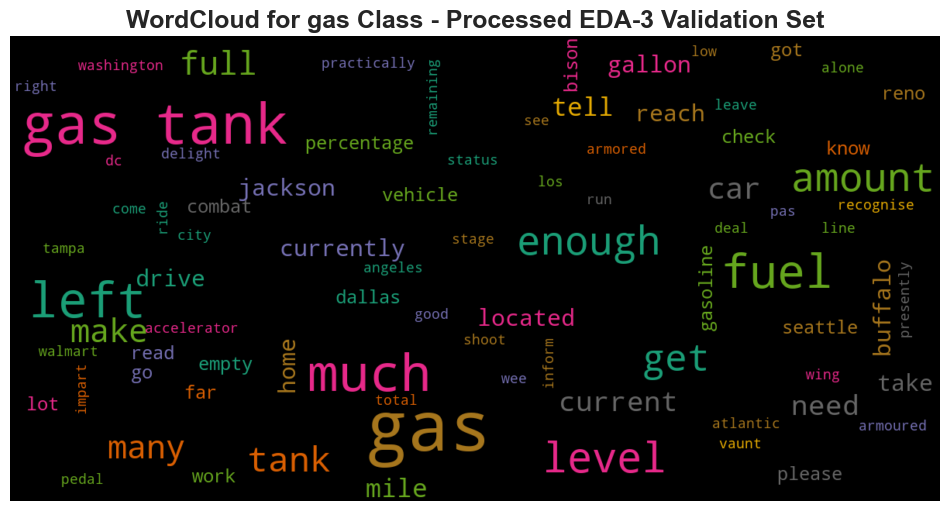 WordCloud for gas Class - Processed EDA-3 Validation Set
washington
full
practically
remaining
bison
gallon
low
got
alone
right
gas tank
tell
reach
leave
reno
see
check
dc
delight
percentage
status
armored
know
jackson
vehicle
los
run
car
amount
recognise
come
ride
combat
pas
city
stage
enough
deal
line
tampa
currently
drive
angeles
gasoline
fuel
buffalo
presently
left
dallas
good
located
make
accelerator
seattle
walmart
read
home
shoot
inform
get
go
empty
much
wee
wing
take
impart
far
total
current
need
lot
gas
atlantic
armoured
many
tank
level
vaunt
pedal
work
mile
please